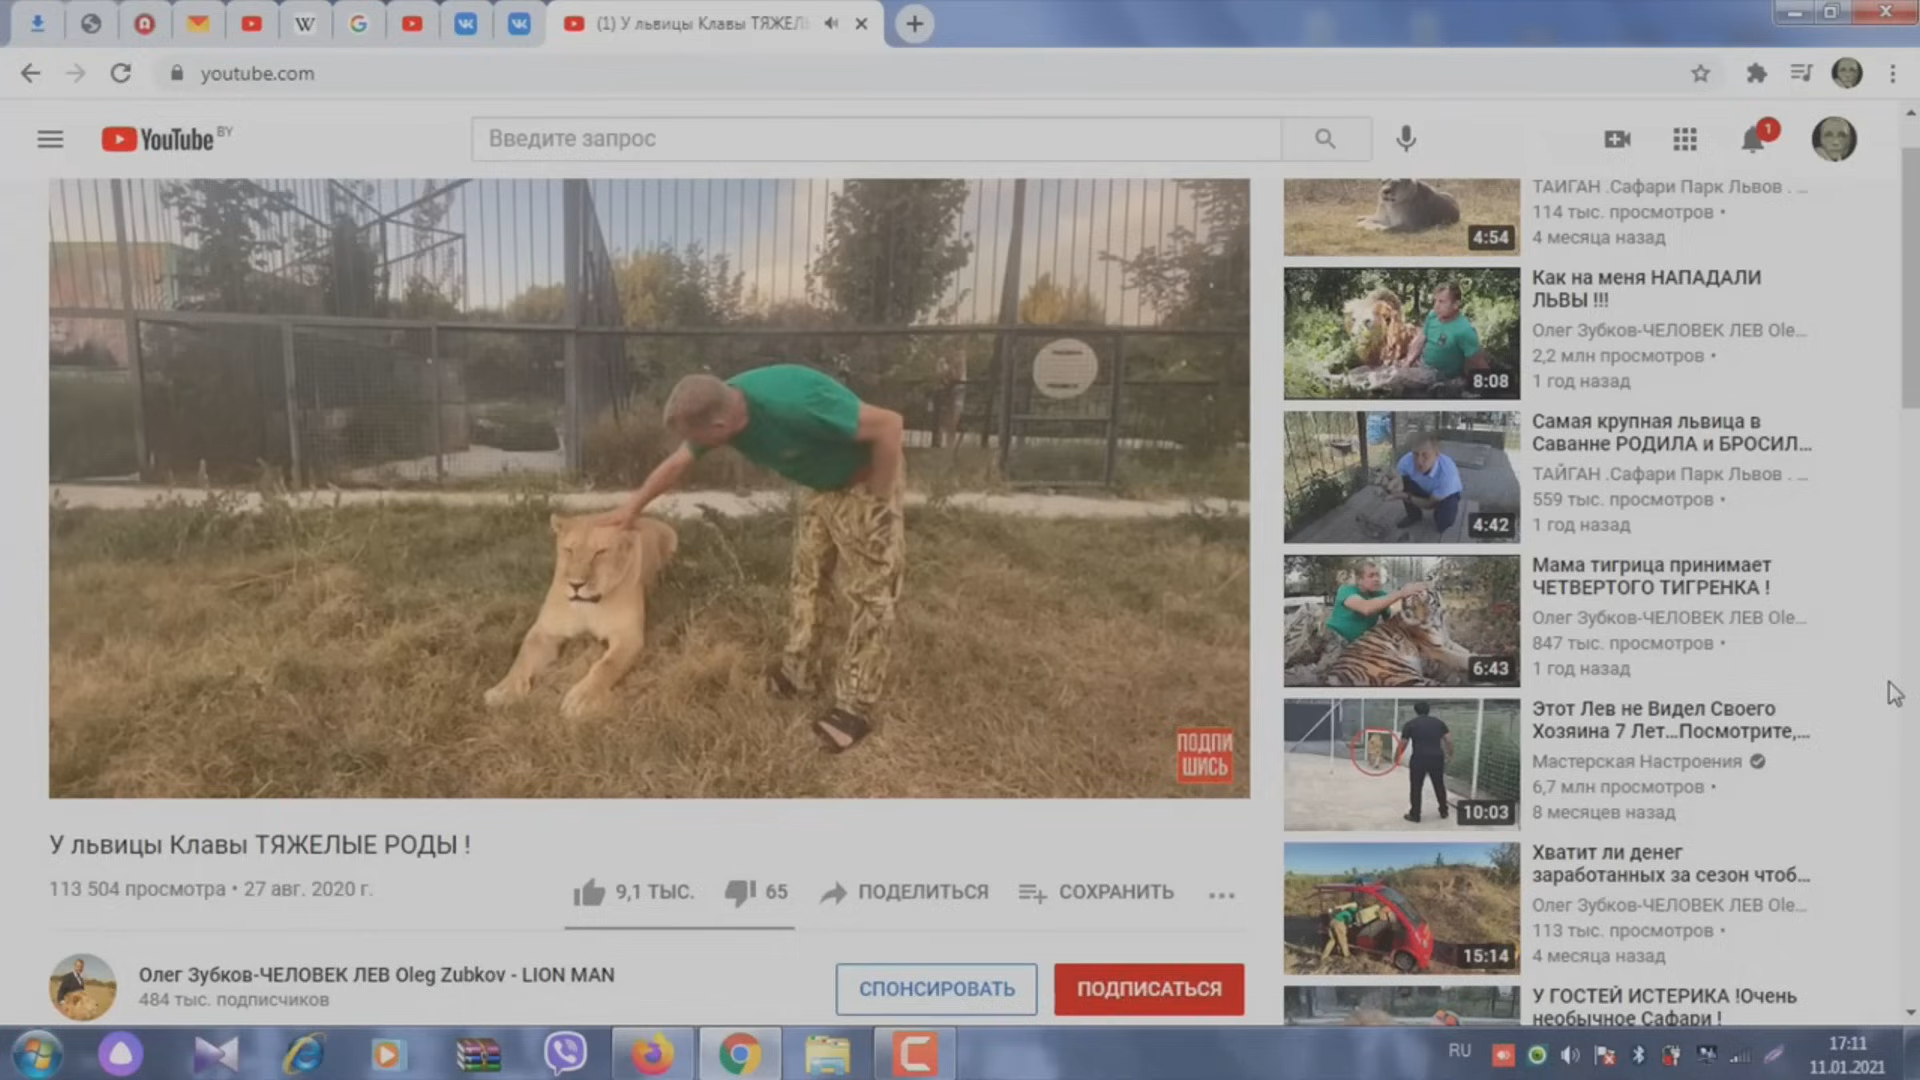 (1) У львицы Клавы ТЯЖЕЛ
youtube.com
YouTube BY
Введите запрос
1
ТАЙГАН .Сафари Парк Львов . ...
114 тыс. просмотров •
4 месяца назад
4:54
Как на меня НАПАДАЛИ
ЛЬВЫ !!!
Олег Зубков-ЧЕЛОВЕК ЛЕВ Ole...
2,2 млн просмотров •
1 год назад
8:08
Самая крупная львица в
Саванне РОДИЛА и БРОСИЛ...
ТАЙГАН .Сафари Парк Львов . ...
559 тыс. просмотров •
1 год назад
4:42
Мама тигрица принимает
ЧЕТВЕРТОГО ТИГРЕНКА !
Олег Зубков-ЧЕЛОВЕК ЛЕВ Ole...
847 тыс. просмотров •
1 год назад
6:43
Этот Лев не Видел Своего
Хозяина 7 Лет...Посмотрите,...
Мастерская Настроения
6,7 млн просмотров •
8 месяцев назад
10:03
Хватит ли денег
заработанных за сезон чтоб...
Олег Зубков-ЧЕЛОВЕК ЛЕВ Ole...
113 тыс. просмотров •
4 месяца назад
15:14
У ГОСТЕЙ ИСТЕРИКА !Очень
необычное Сафари !
ПОДПИ
ШИСЬ
У львицы Клавы ТЯЖЕЛЫЕ РОДЫ !
113 504 просмотра • 27 авг. 2020 г.
9,1 ТЫС.
65
ПОДЕЛИТЬСЯ
СОХРАНИТЬ
Олег Зубков-ЧЕЛОВЕК ЛЕВ Oleg Zubkov - LION MAN
484 тыс. подписчиков
СПОНСИРОВАТЬ
ПОДПИСАТЬСЯ
RU
17:11
11.01.2021